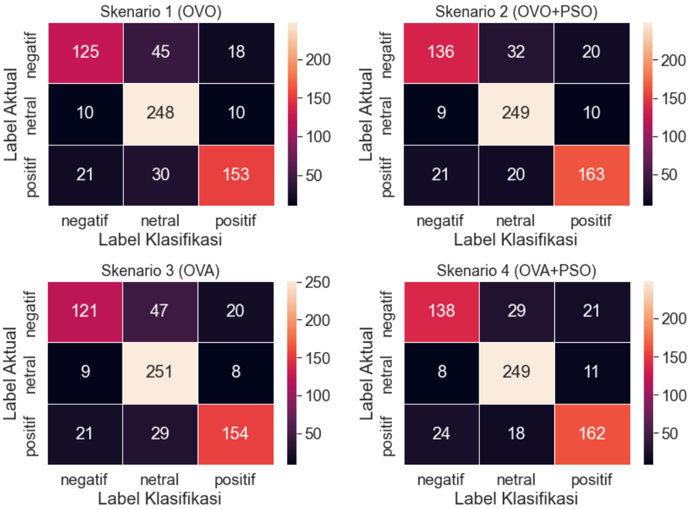 Skenario 1 (OVO)
Label Aktual
negatif
125 45 18
200
netral
10 248 10
150
100
positif
21 30 153
50
negatif netral positif
Label Klasifikasi
Skenario 2 (OVO+PSO)
Label Aktual
negatif
136 32 20
200
netral
9 249 10
150
100
positif
21 20 163
50
negatif netral positif
Label Klasifikasi
Skenario 3 (OVA)
Label Aktual
250
negatif
121 47 20
200
netral
9 251 8
150
100
positif
21 29 154
50
negatif netral positif
Label Klasifikasi
Skenario 4 (OVA+PSO)
Label Aktual
negatif
138 29 21
200
netral
8 249 11
150
100
positif
24 18 162
50
negatif netral positif
Label Klasifikasi